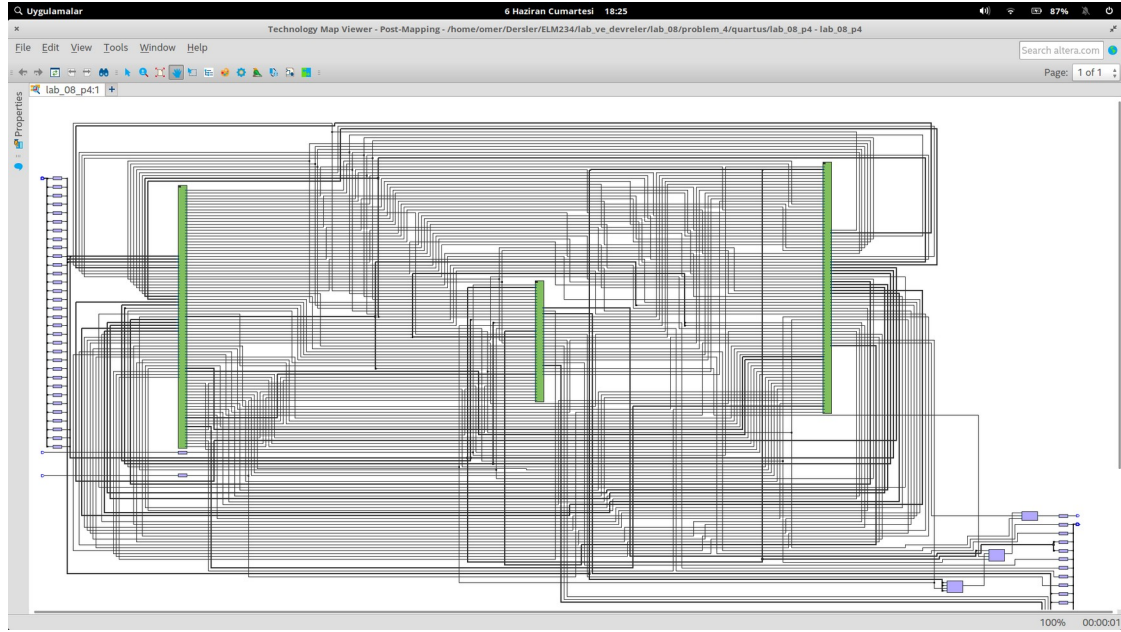 Uygulamalar 6 Haziran Cumartesi 18:25 87%
Technology Map Viewer - Post-Mapping - /home/omer/Dersler/ELM234/lab_ve_devreler/lab_08/problem_4/quartus/lab_08_p4 - lab_08_p4
File Edit View Tools Window Help Search altera.com
Page: 1 of 1
lab_08_p4:1
Properties
100% 00:00:01